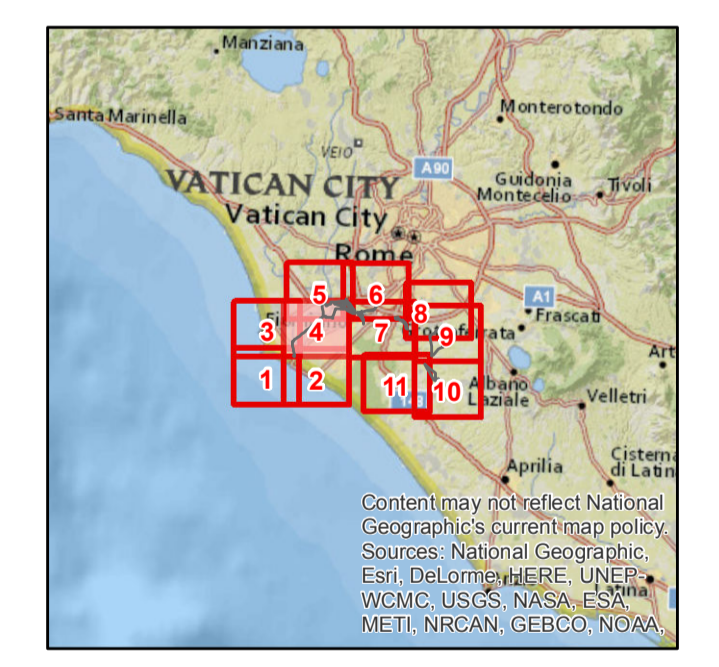 Manziana
Santa Marinella
Monterotondo
VEIO
A90
VATICAN CITY
Guidonia
Montecelio
Tivoli
Vatican City
Rome
5
6
A1
8
Frascati
3
4
7
9
1
2
11
10
Albano
Laziale
Velletri
Art
Cisterna
di Latin
Aprilia
Content may not reflect National
Geographic's current map policy.
Sources: National Geographic,
Esri, DeLorme, HERE, UNEP-
WCMC, USGS, NASA, ESA,
METI, NRCAN, GEBCO, NOAA,